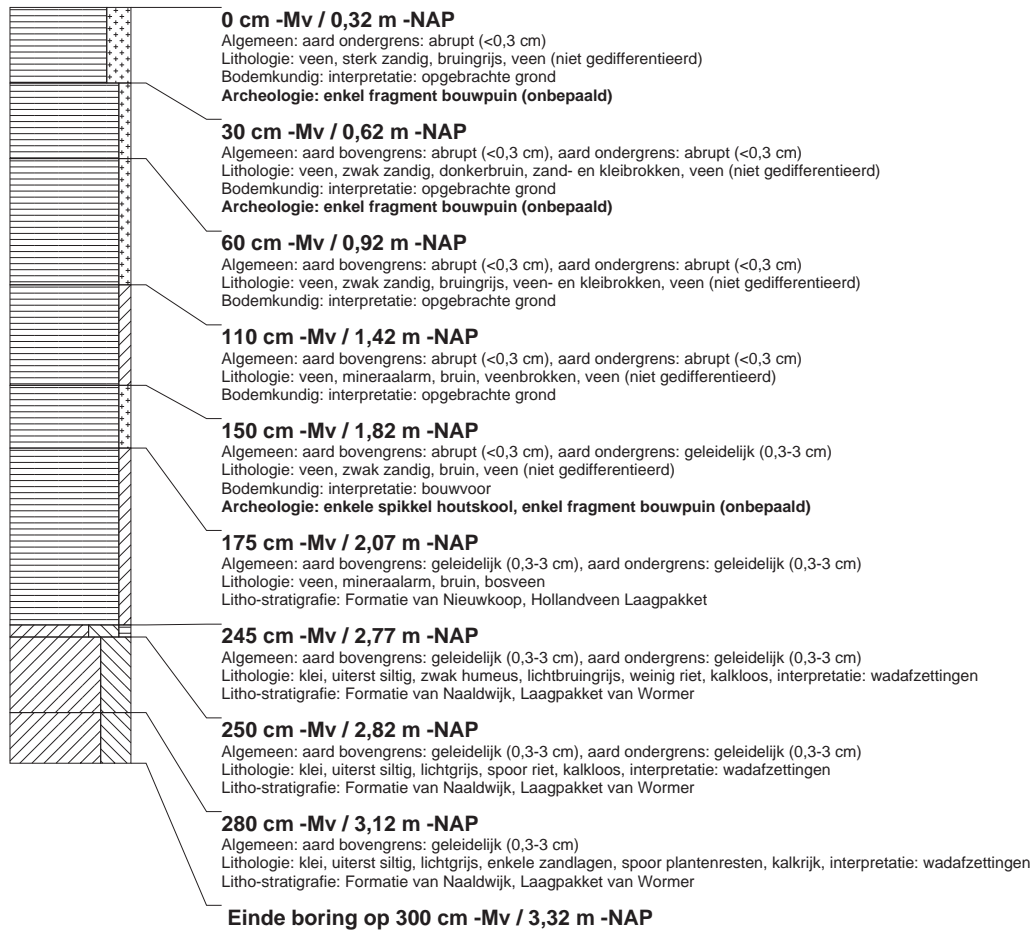 0 cm -Mv / 0,32 m -NAP
Algemeen: aard ondergrens: abrupt (<0,3 cm)
Lithologie: veen, sterk zandig, bruingrijs, veen (niet gedifferentieerd)
Bodemkundig: interpretatie: opgebrachte grond
Archeologie: enkel fragment bouwpuin (onbepaald)
30 cm -Mv / 0,62 m -NAP
Algemeen: aard bovengrens: abrupt (<0,3 cm), aard ondergrens: abrupt (<0,3 cm)
Lithologie: veen, zwak zandig, donkerbruin, zand- en kleibrokken, veen (niet gedifferentieerd)
Bodemkundig: interpretatie: opgebrachte grond
Archeologie: enkel fragment bouwpuin (onbepaald)
60 cm -Mv / 0,92 m -NAP
Algemeen: aard bovengrens: abrupt (<0,3 cm), aard ondergrens: abrupt (<0,3 cm)
Lithologie: veen, zwak zandig, bruingrijs, veen- en kleibrokken, veen (niet gedifferentieerd)
Bodemkundig: interpretatie: opgebrachte grond
110 cm -Mv / 1,42 m -NAP
Algemeen: aard bovengrens: abrupt (<0,3 cm), aard ondergrens: abrupt (<0,3 cm)
Lithologie: veen, mineraalarm, bruin, veenbrokken, veen (niet gedifferentieerd)
Bodemkundig: interpretatie: opgebrachte grond
150 cm -Mv / 1,82 m -NAP
Algemeen: aard bovengrens: abrupt (<0,3 cm), aard ondergrens: geleidelijk (0,3-3 cm)
Lithologie: veen, zwak zandig, bruin, veen (niet gedifferentieerd)
Bodemkundig: interpretatie: bouwvoor
Archeologie: enkele spikkel houtskool, enkel fragment bouwpuin (onbepaald)
175 cm -Mv / 2,07 m -NAP
Algemeen: aard bovengrens: geleidelijk (0,3-3 cm), aard ondergrens: geleidelijk (0,3-3 cm)
Lithologie: veen, mineraalarm, bruin, bosveen
Litho-stratigrafie: Formatie van Nieuwkoop, Hollandveen Laagpakket
245 cm -Mv / 2,77 m -NAP
Algemeen: aard bovengrens: geleidelijk (0,3-3 cm), aard ondergrens: geleidelijk (0,3-3 cm)
Lithologie: klei, uiterst siltig, zwak humeus, lichtbruingrijs, weinig riet, kalkloos, interpretatie: wadafzettingen
Litho-stratigrafie: Formatie van Naaldwijk, Laagpakket van Wormer
250 cm -Mv / 2,82 m -NAP
Algemeen: aard bovengrens: geleidelijk (0,3-3 cm), aard ondergrens: geleidelijk (0,3-3 cm)
Lithologie: klei, uiterst siltig, lichtgrijs, spoor riet, kalkloos, interpretatie: wadafzettingen
Litho-stratigrafie: Formatie van Naaldwijk, Laagpakket van Wormer
280 cm -Mv / 3,12 m -NAP
Algemeen: aard bovengrens: geleidelijk (0,3-3 cm)
Lithologie: klei, uiterst siltig, lichtgrijs, enkele zandlagen, spoor plantenresten, kalkrijk, interpretatie: wadafzettingen
Litho-stratigrafie: Formatie van Naaldwijk, Laagpakket van Wormer
Einde boring op 300 cm -Mv / 3,32 m -NAP